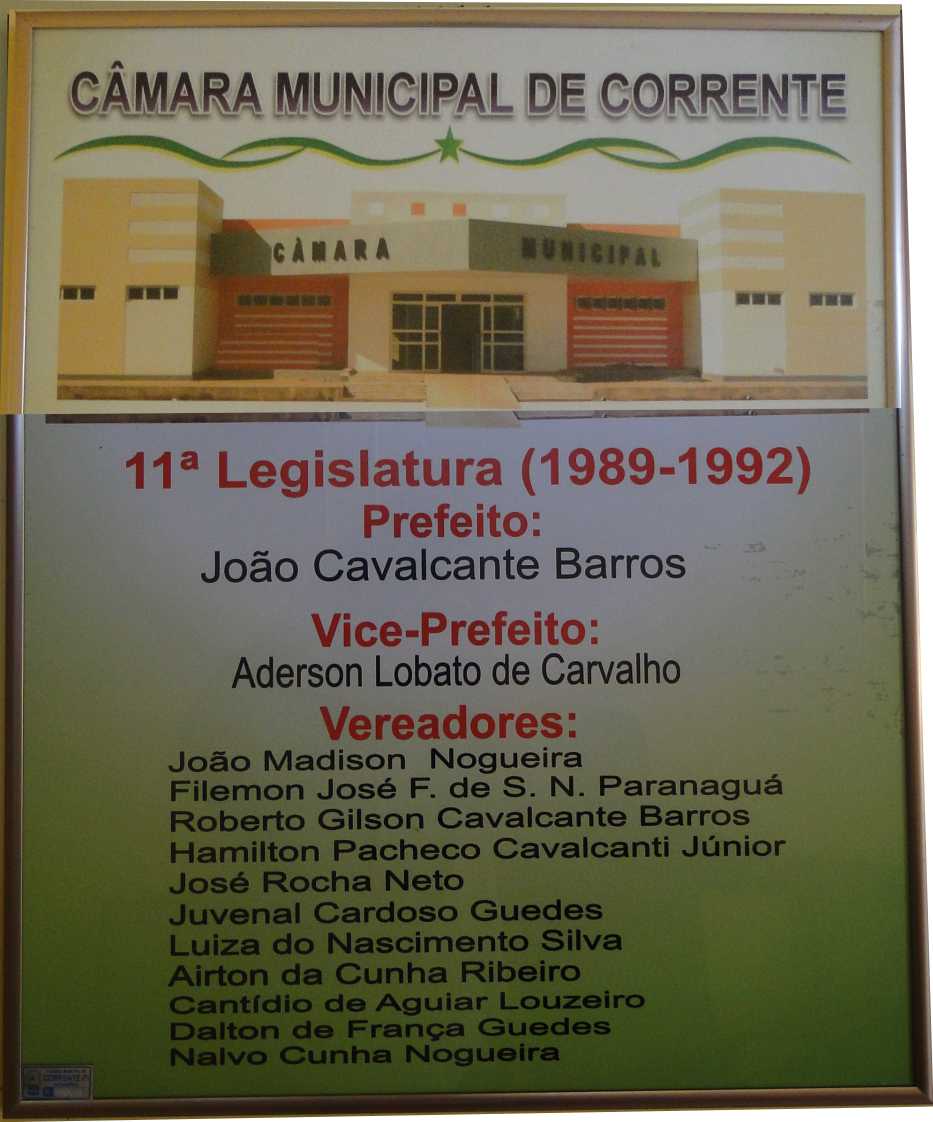 CÂMARA MUNICIPAL DE CORRENTE
CÂMARA MUNICIPAL
11ª Legislatura (1989-1992)
Prefeito:
João Cavalcante Barros
Vice-Prefeito:
Aderson Lobato de Carvalho
Vereadores:
João Madison Nogueira
Filemon José F. de S. N. Paranaguá
Roberto Gilson Cavalcante Barros
Hamilton Pacheco Cavalcanti Júnior
José Rocha Neto
Juvenal Cardoso Guedes
Luiza do Nascimento Silva
Airton da Cunha Ribeiro
Cantídio de Aguiar Louzeiro
Dalton de França Guedes
Nalvo Cunha Nogueira
CORRENTE-PI